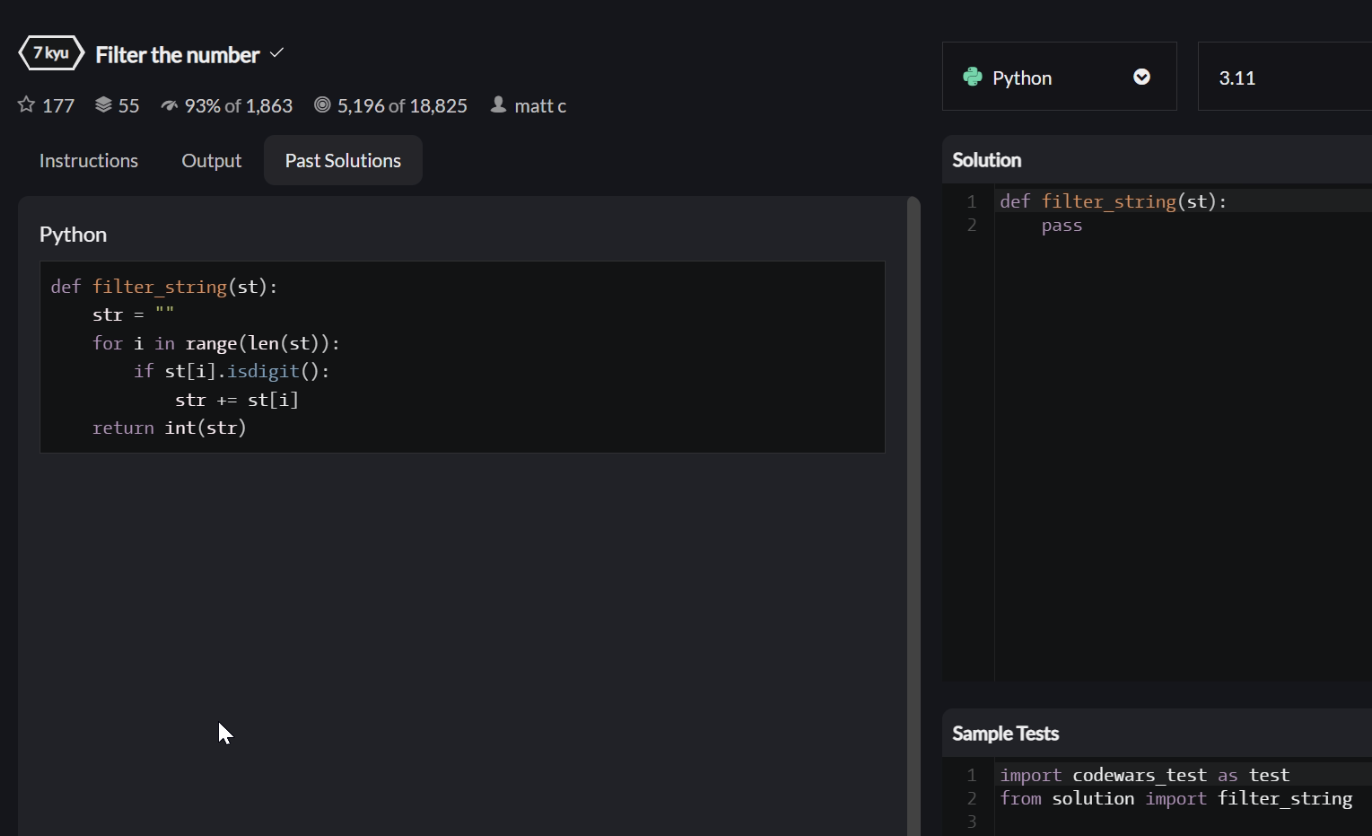 7 kyu Filter the number
177 55 93% of 1,863 5,196 of 18,825 matt c
Instructions Output Past Solutions
Python
def filter_string(st):
    str = ""
    for i in range(len(st)):
        if st[i].isdigit():
            str += st[i]
    return int(str)
Python 3.11
Solution
1 def filter_string(st):
2     pass
Sample Tests
1 import codewars_test as test
2 from solution import filter_string
3